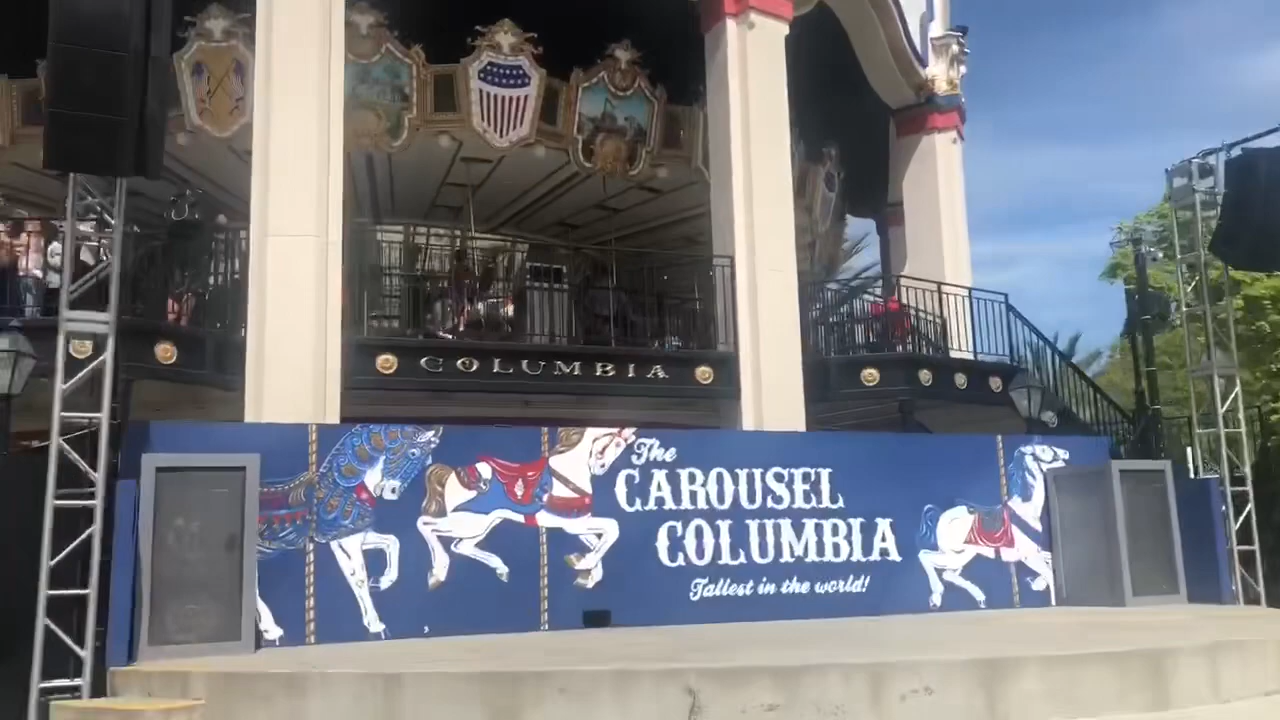 COLUMBIA
The
CAROUSEL
COLUMBIA
Tallest in the world!